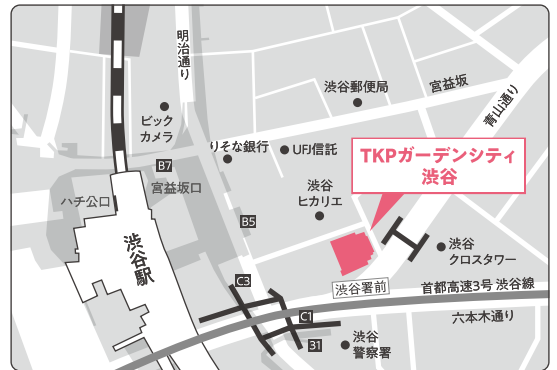 明治通り
渋谷郵便局
宮益坂
青山通り
ビック
カメラ
りそな銀行
UFJ信託
TKPガーデンシティ
渋谷
B7
宮益坂口
ハチ公口
渋谷
ヒカリエ
B5
渋谷駅
渋谷
クロスタワー
C3
渋谷署前
首都高速3号 渋谷線
C1
六本木通り
B1
渋谷
警察署